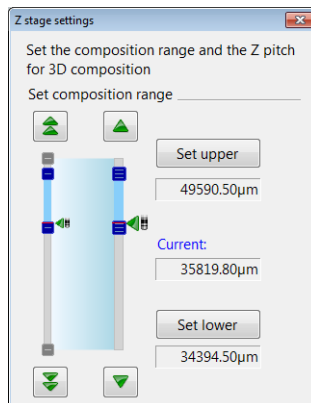 Z stage settings
Set the composition range and the Z pitch
for 3D composition
Set composition range
Set upper
49590.50µm
Current:
35819.80µm
Set lower
34394.50µm